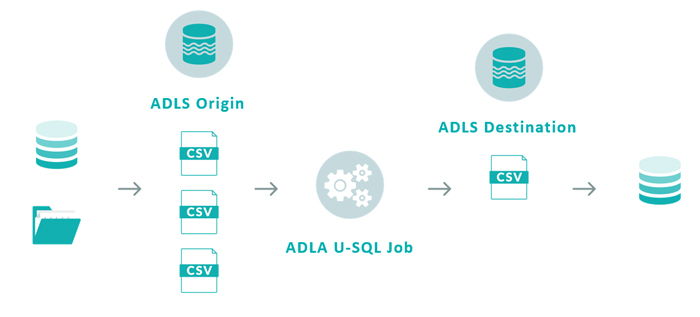 ADLS Origin
CSV
CSV
CSV
ADLA U-SQL Job
ADLS Destination
CSV